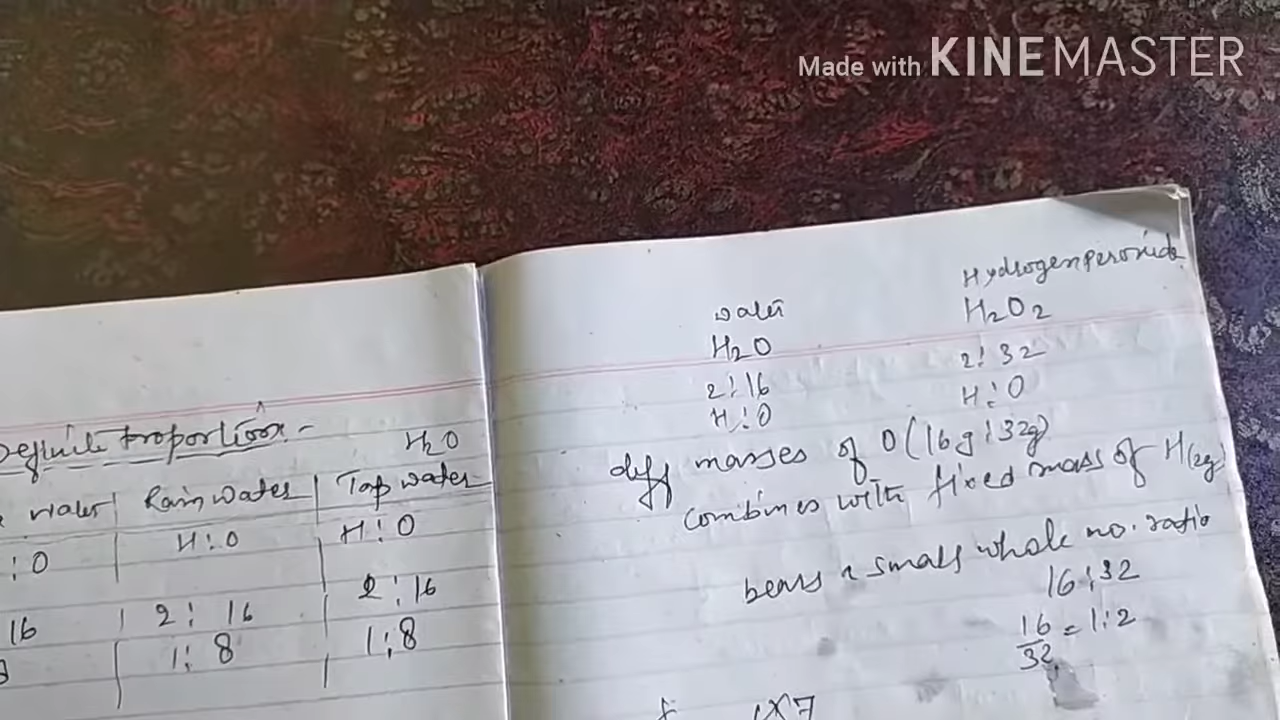 Made with KINEMASTER
Definite Proportion -
H2O
Water | Rain water | Tap water
: O | H : O | H : O
16 | 2 : 16 | 2 : 16
1 : 8 | 1 : 8
water Hydrogen peroxide
H2O H2O2
2 : 16 2 : 32
H : O H : O
diff masses of O (16g : 32g)
combines with fixed mass of H (2g)
bears a small whole no. ratio
16 : 32
16/32 = 1 : 2